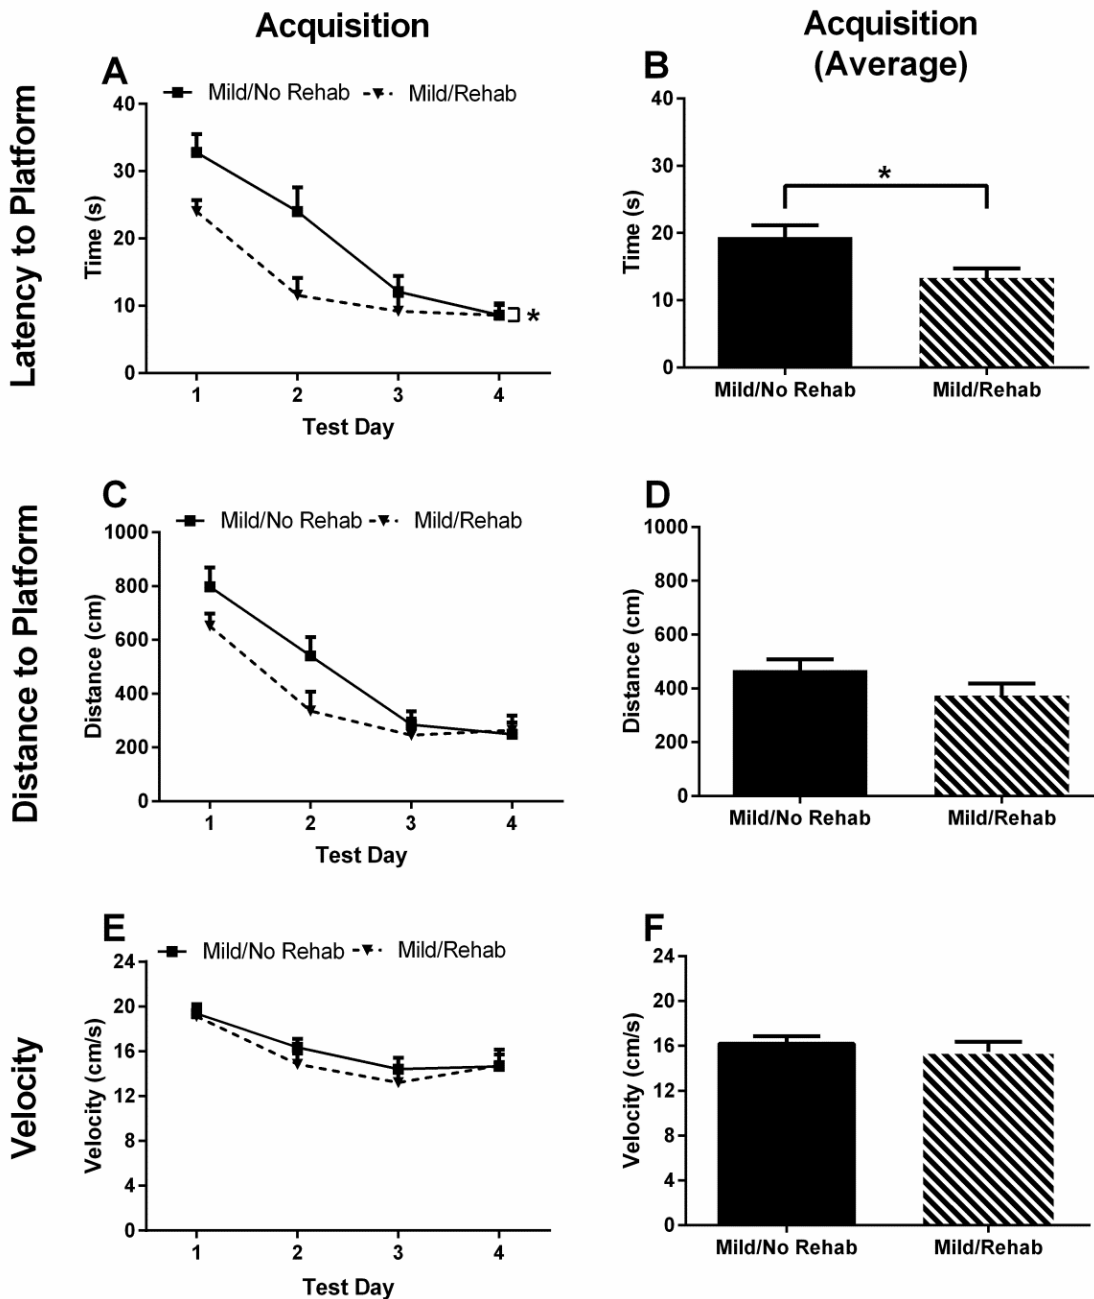 Acquisition
Acquisition
(Average)
Latency to Platform
A
Mild/No Rehab
Mild/Rehab
Time (s)
40
30
20
10
0
*
1
2
3
4
Test Day
B
Time (s)
40
30
20
10
0
*
Mild/No Rehab
Mild/Rehab
Distance to Platform
C
Mild/No Rehab
Mild/Rehab
Distance (cm)
1000
800
600
400
200
0
1
2
3
4
Test Day
D
Distance (cm)
1000
800
600
400
200
0
Mild/No Rehab
Mild/Rehab
Velocity
E
Mild/No Rehab
Mild/Rehab
Velocity (cm/s)
24
20
16
12
8
4
0
1
2
3
4
Test Day
F
Velocity (cm/s)
24
20
16
12
8
4
0
Mild/No Rehab
Mild/Rehab